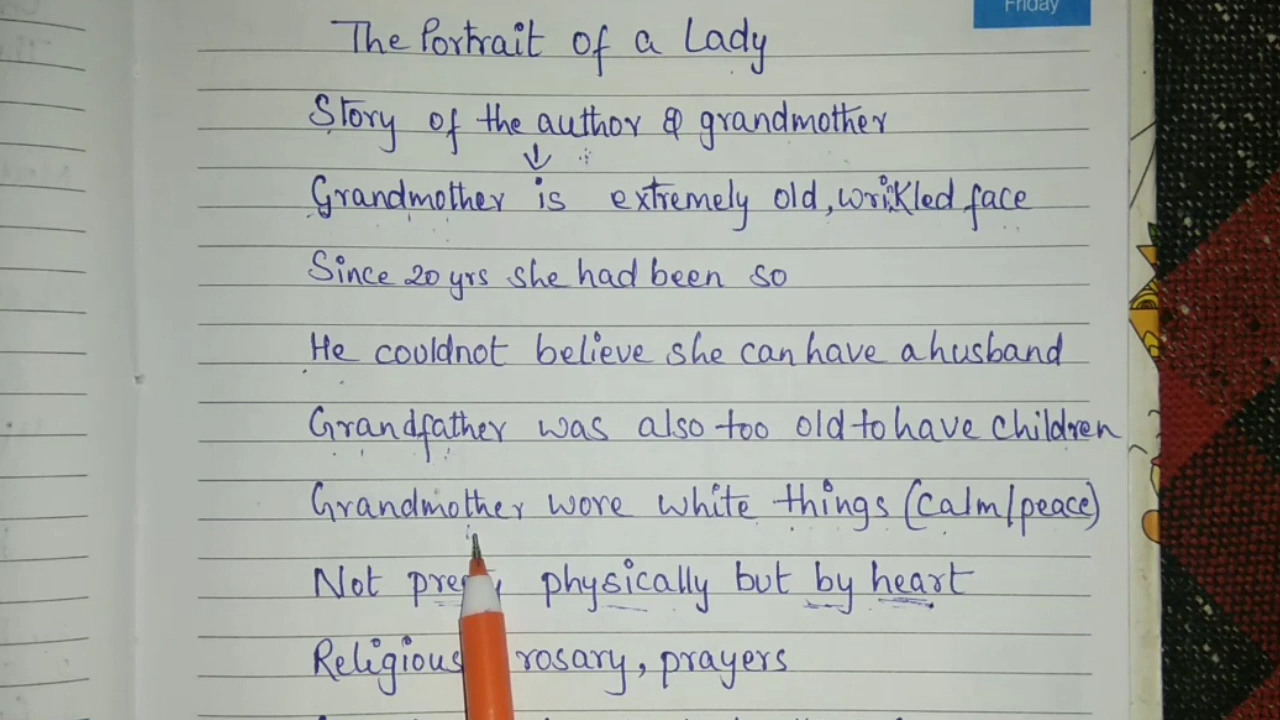 Friday
The Portrait of a Lady
Story of the author & grandmother
Grandmother is extremely old, wrinkled face
Since 20 yrs she had been so
He couldnot believe she can have a husband
Grandfather was also too old to have children
Grandmother wore white things (calm/peace)
Not physically but by heart
Religious rosary, prayers